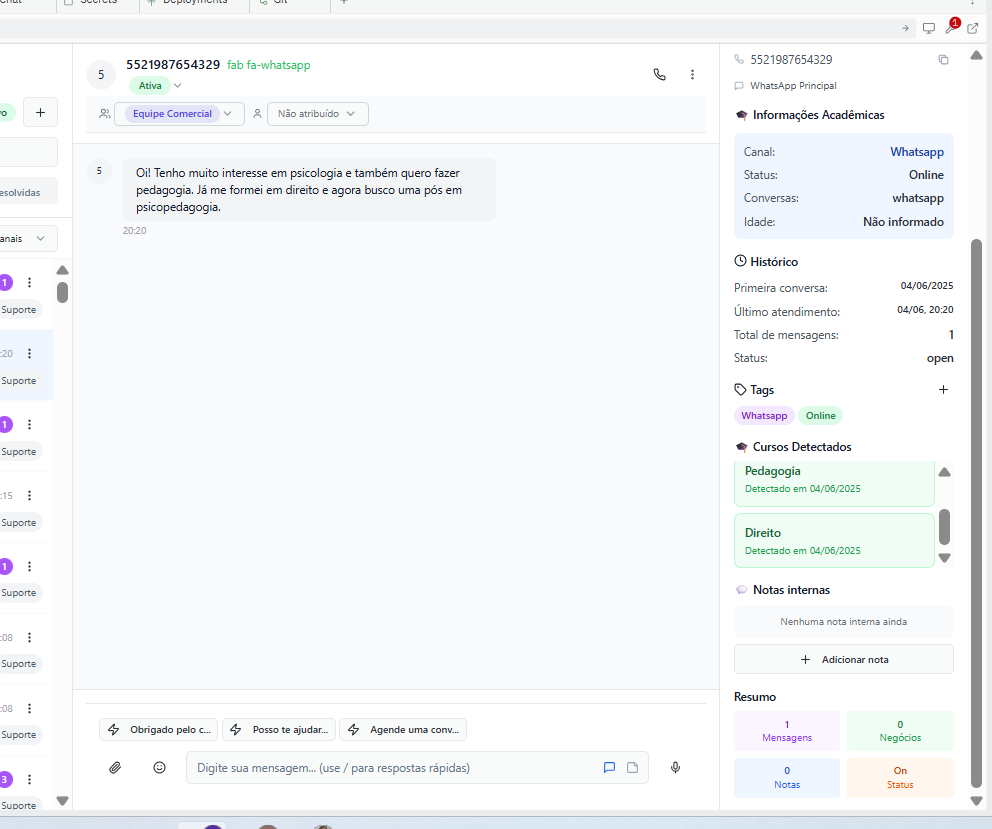 Chat
Secrets
Deployments
Git
1
5
5521987654329 fab fa-whatsapp
Ativa
Equipe Comercial
Não atribuído
5
Oi! Tenho muito interesse em psicologia e também quero fazer
pedagogia. Já me formei em direito e agora busco uma pós em
psicopedagogia.
20:20
vo
esolvidas
anais
1
Suporte
:20
Suporte
1
Suporte
:15
Suporte
1
Suporte
:08
Suporte
:08
Suporte
3
Suporte
Obrigado pelo c...
Posso te ajudar...
Agende uma conv...
Digite sua mensagem... (use / para respostas rápidas)
5521987654329
WhatsApp Principal
Informações Acadêmicas
Canal: Whatsapp
Status: Online
Conversas: whatsapp
Idade: Não informado
Histórico
Primeira conversa: 04/06/2025
Último atendimento: 04/06, 20:20
Total de mensagens: 1
Status: open
Tags +
Whatsapp Online
Cursos Detectados
Pedagogia
Detectado em 04/06/2025
Direito
Detectado em 04/06/2025
Notas internas
Nenhuma nota interna ainda
+ Adicionar nota
Resumo
1
Mensagens
0
Negócios
0
Notas
On
Status